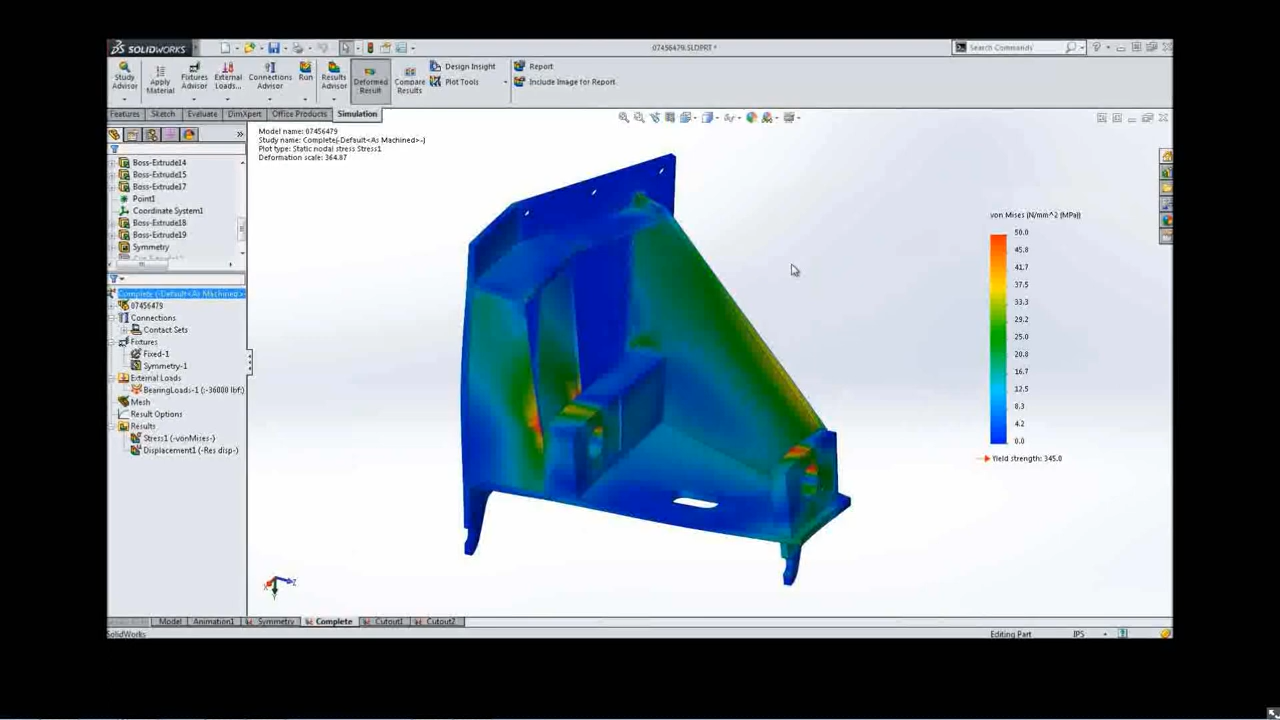 SOLIDWORKS
07456479.SLDPRT *
Search Commands
Study Advisor
Apply Material
Fixtures Advisor
External Loads...
Connections Advisor
Run
Results Advisor
Deformed Result
Compare Results
Design Insight
Plot Tools
Report
Include Image for Report
Features
Sketch
Evaluate
DimXpert
Office Products
Simulation
Boss-Extrude14
Boss-Extrude15
Boss-Extrude17
Point1
Coordinate System1
Boss-Extrude18
Boss-Extrude19
Symmetry
Complete (-Default<As Machined>-)
07456479
Connections
Contact Sets
Fixtures
Fixed-1
Symmetry-1
External Loads
BearingLoads-1 (:-36000 lbf:)
Mesh
Result Options
Results
Stress1 (-vonMises-)
Displacement1 (-Res disp-)
Model name: 07456479
Study name: Complete(-Default<As Machined>-)
Plot type: Static nodal stress Stress1
Deformation scale: 364.87
von Mises (N/mm^2 (MPa))
50.0
45.8
41.7
37.5
33.3
29.2
25.0
20.8
16.7
12.5
8.3
4.2
0.0
Yield strength: 345.0
Model
Animation1
Symmetry
Complete
Cutout1
Cutout2
SolidWorks
Editing Part
IPS